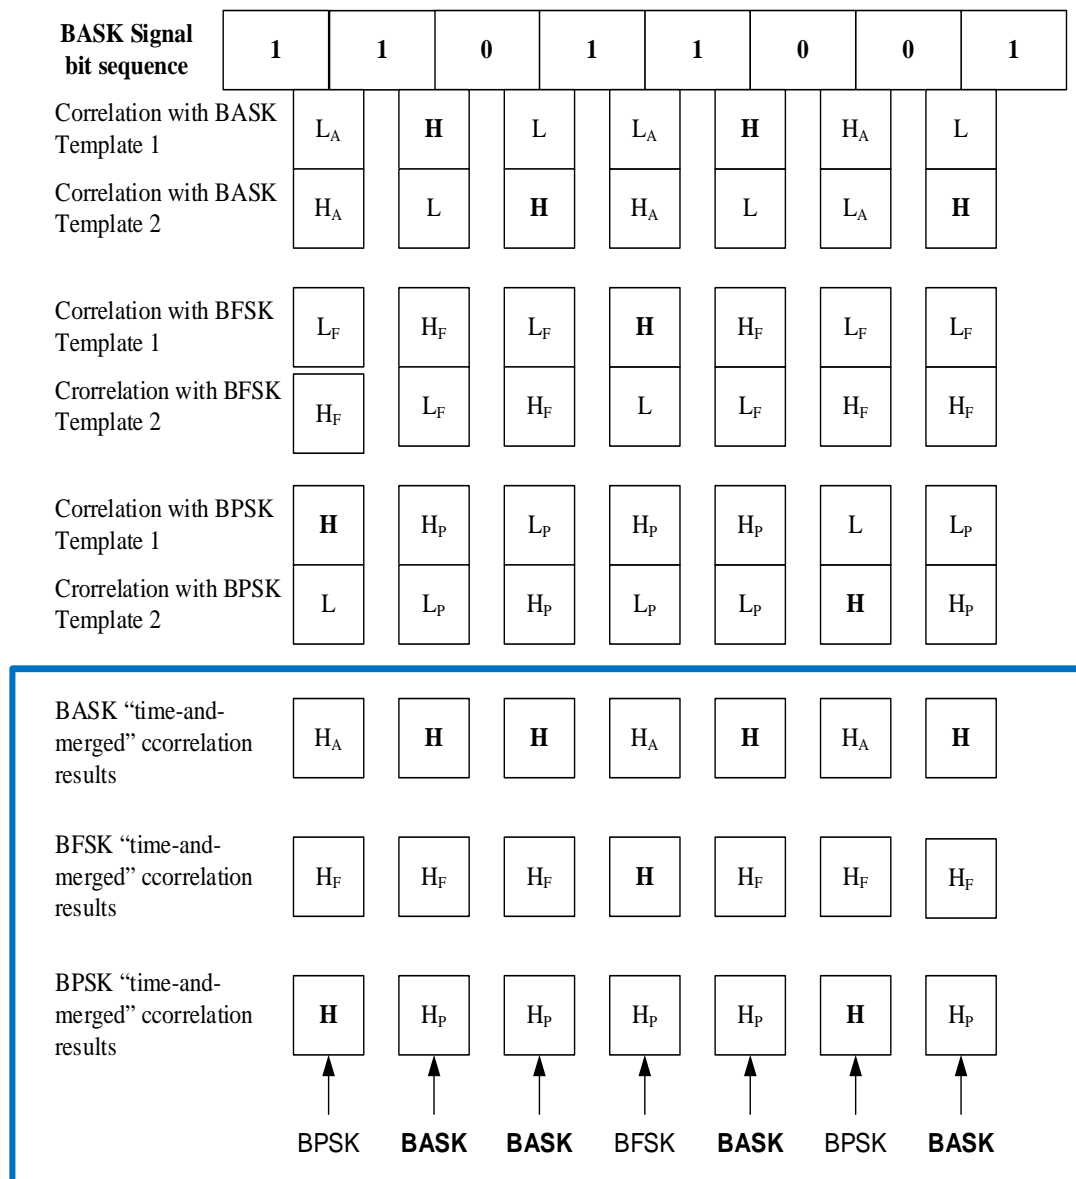 BASK Signal
bit sequence
1 1 0 1 1 0 0 1
Correlation with BASK
Template 1
L_A H L L_A H H_A L
Correlation with BASK
Template 2
H_A L H H_A L L_A H
Correlation with BFSK
Template 1
L_F H_F L_F H H_F L_F L_F
Crorrelation with BFSK
Template 2
H_F L_F H_F L L_F H_F H_F
Correlation with BPSK
Template 1
H H_P L_P H_P H_P L L_P
Crorrelation with BPSK
Template 2
L L_P H_P L_P L_P H H_P
BASK “time-and-
merged” ccorrelation
results
H_A H H H_A H H_A H
BFSK “time-and-
merged” ccorrelation
results
H_F H_F H_F H H_F H_F H_F
BPSK “time-and-
merged” ccorrelation
results
H H_P H_P H_P H_P H H_P
BPSK BASK BASK BFSK BASK BPSK BASK